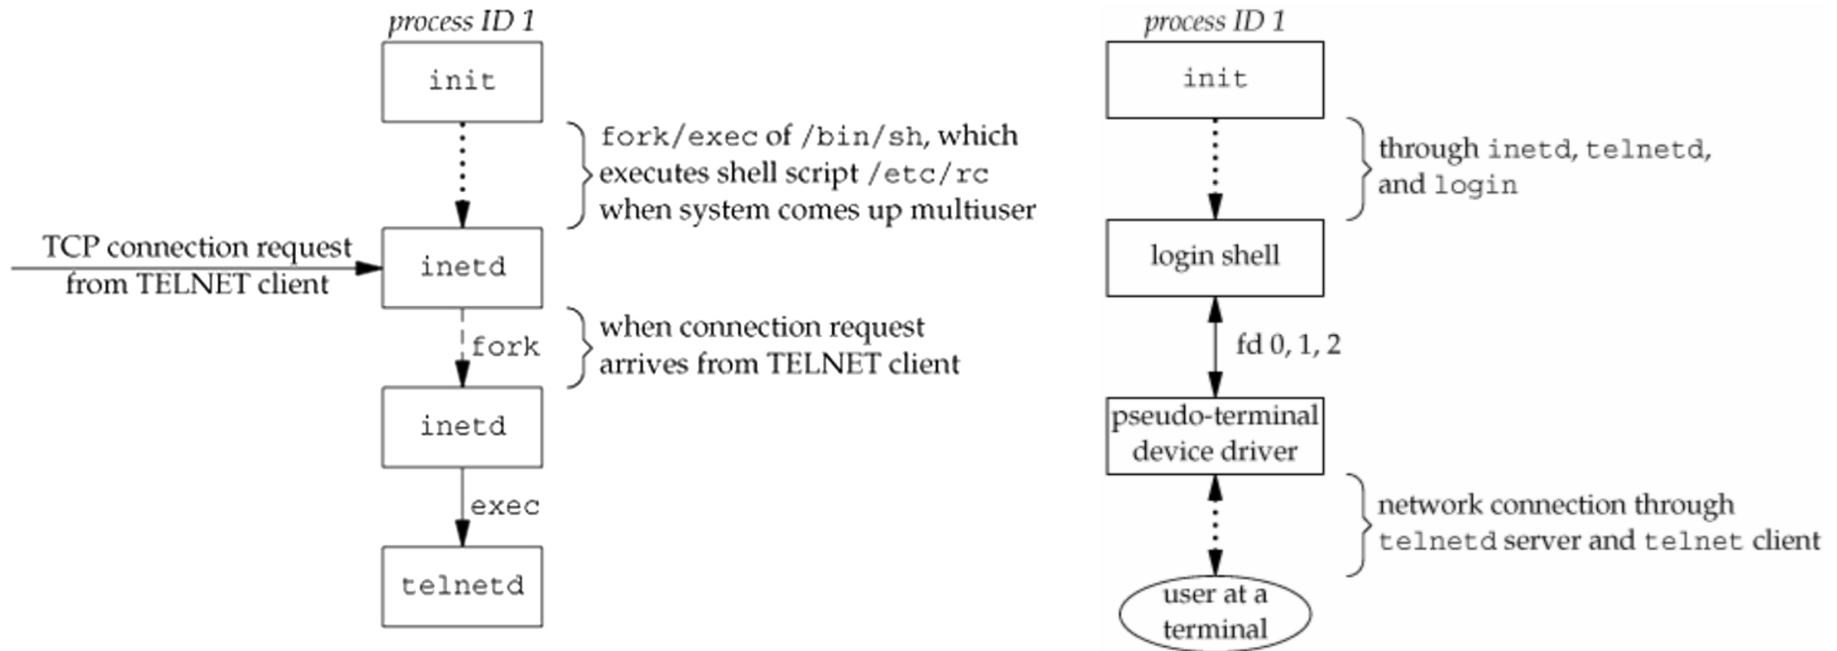 process ID 1
init
fork/exec of /bin/sh, which
executes shell script /etc/rc
when system comes up multiuser
TCP connection request
from TELNET client
inetd
fork
when connection request
arrives from TELNET client
inetd
exec
telnetd
process ID 1
init
through inetd, telnetd,
and login
login shell
fd 0, 1, 2
pseudo-terminal
device driver
network connection through
telnetd server and telnet client
user at a
terminal